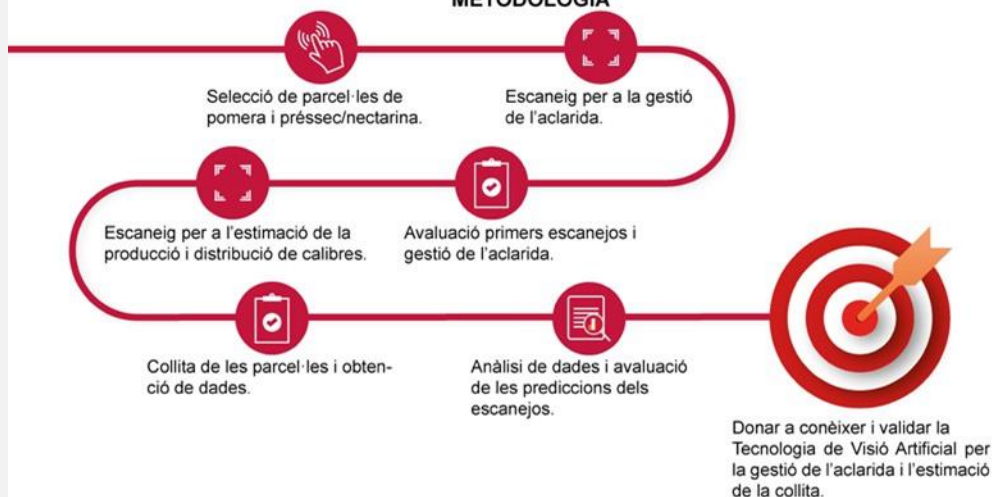 METODOLOGIA
Selecció de parcel·les de
pomera i préssec/nectarina.
Escaneig per a la gestió
de l'aclarida.
Avaluació primers escanejos i
gestió de l'aclarida.
Escaneig per a l'estimació de la
producció i distribució de calibres.
Collita de les parcel·les i obten-
ció de dades.
Anàlisi de dades i avaluació
de les prediccions dels
escanejos.
Donar a conèixer i validar la
Tecnologia de Visió Artificial per
la gestió de l'aclarida i l'estimació
de la collita.